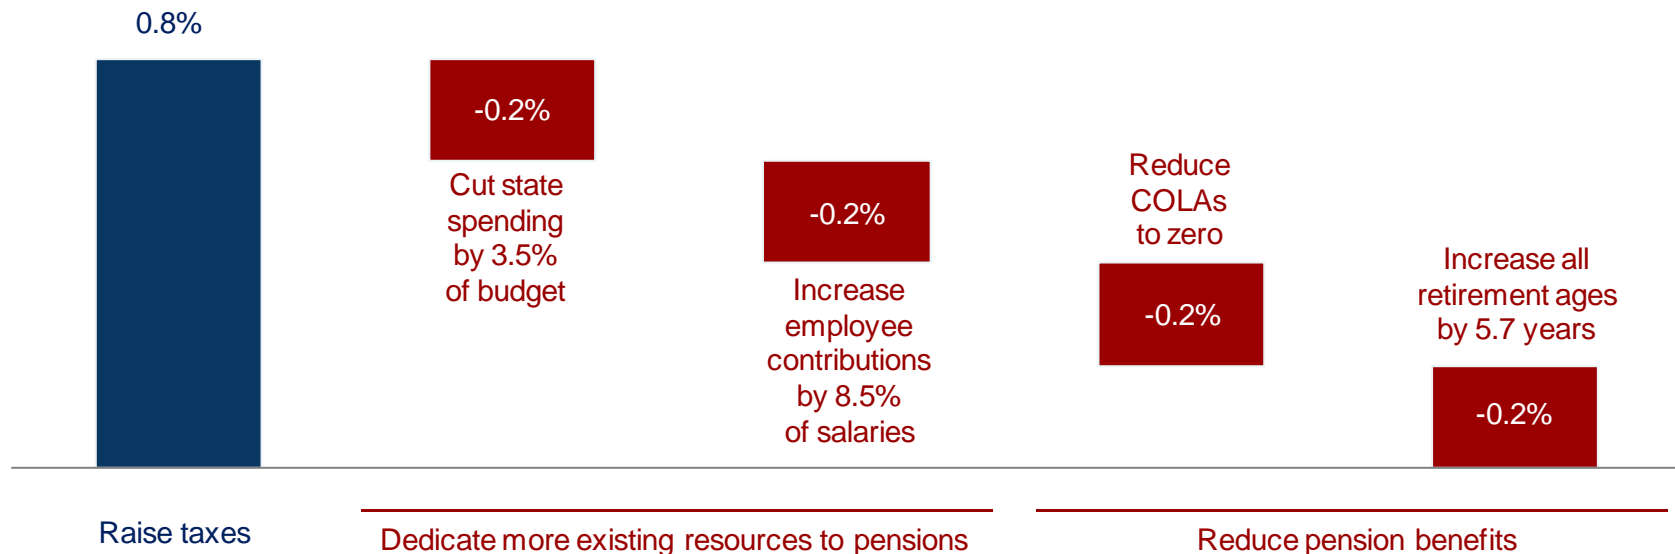 0.8%
-0.2%
Cut state
spending
by 3.5%
of budget
-0.2%
Increase
employee
contributions
by 8.5%
of salaries
Reduce
COLAs
to zero
-0.2%
Increase all
retirement ages
by 5.7 years
-0.2%
Raise taxes
Dedicate more existing resources to pensions
Reduce pension benefits